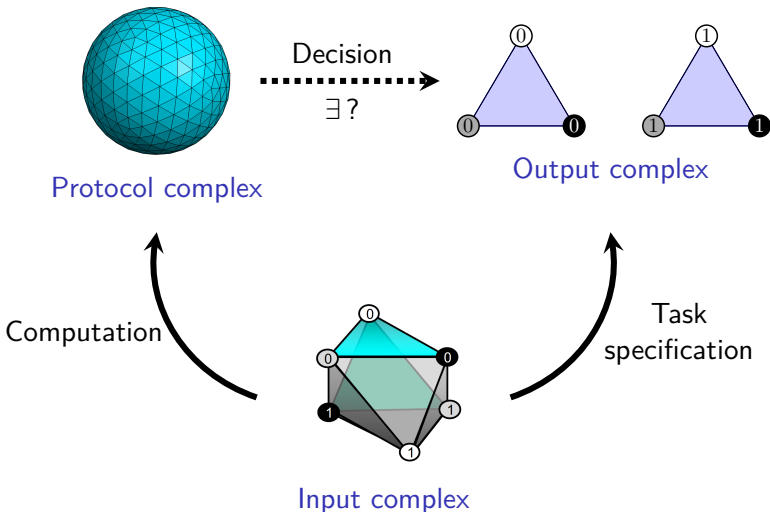 Decision
∃ ?
0
0 0
1
1 1
Protocol complex
Output complex
Computation
Task
specification
0
0 0
1 1
1
Input complex